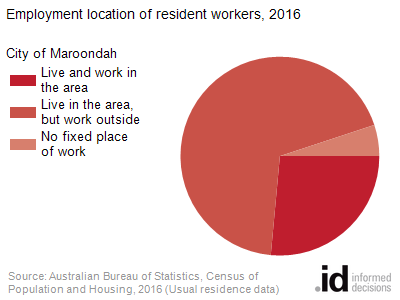 Employment location of resident workers, 2016
City of Maroondah
Live and work in
the area
Live in the area,
but work outside
No fixed place
of work
Source: Australian Bureau of Statistics, Census of
Population and Housing, 2016 (Usual residence data)
.id informed
decisions